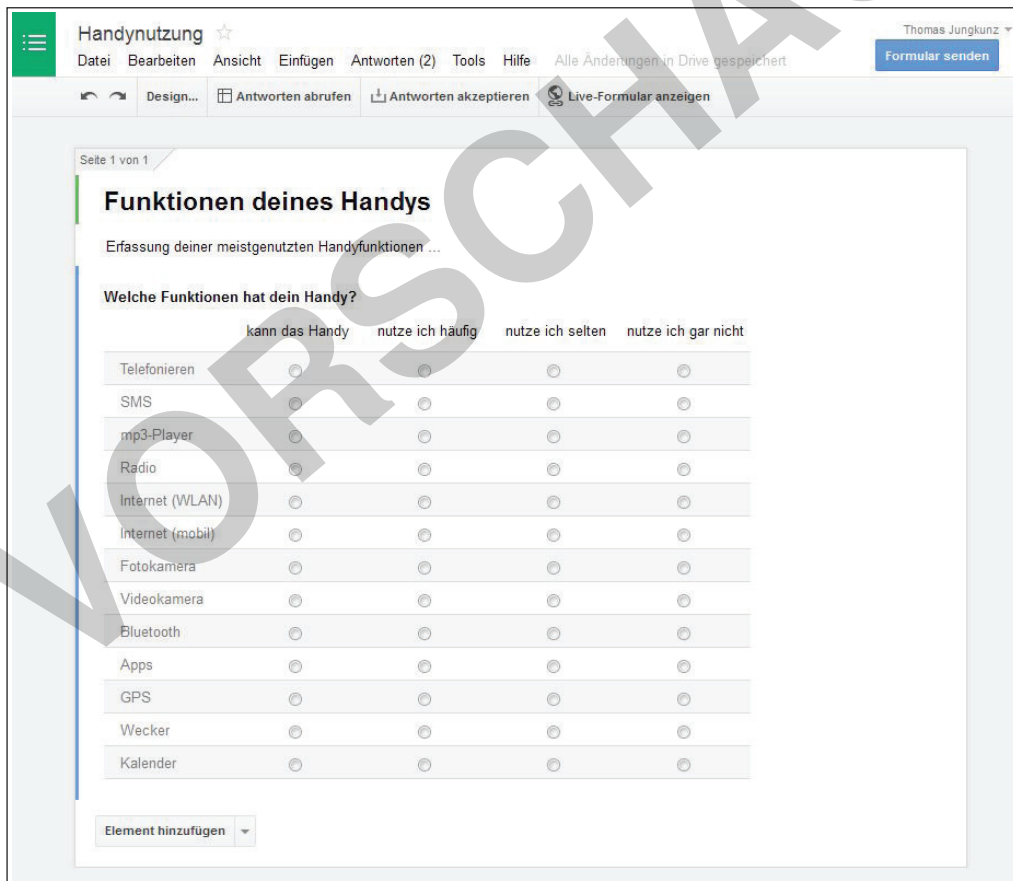 Handynutzung
Thomas Jungkunz
Datei Bearbeiten Ansicht Einfügen Antworten (2) Tools Hilfe Alle Änderungen in Drive gespeichert
Formular senden
Design... Antworten abrufen Antworten akzeptieren Live-Formular anzeigen
Seite 1 von 1
Funktionen deines Handys
Erfassung deiner meistgenutzten Handyfunktionen ...
Welche Funktionen hat dein Handy?
kann das Handy nutze ich häufig nutze ich selten nutze ich gar nicht
Telefonieren
SMS
mp3-Player
Radio
Internet (WLAN)
Internet (mobil)
Fotokamera
Videokamera
Bluetooth
Apps
GPS
Wecker
Kalender
Element hinzufügen
VORSCHA